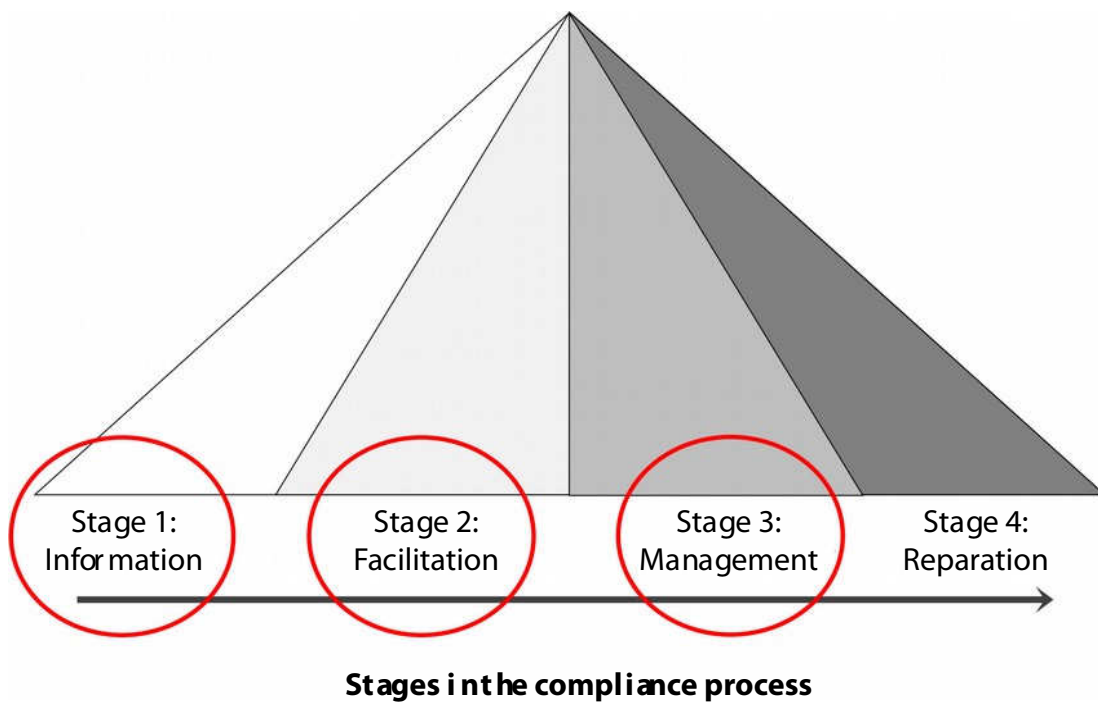 Stage 1:
Information
Stage 2:
Facilitation
Stage 3:
Management
Stage 4:
Reparation
Stages in the compliance process